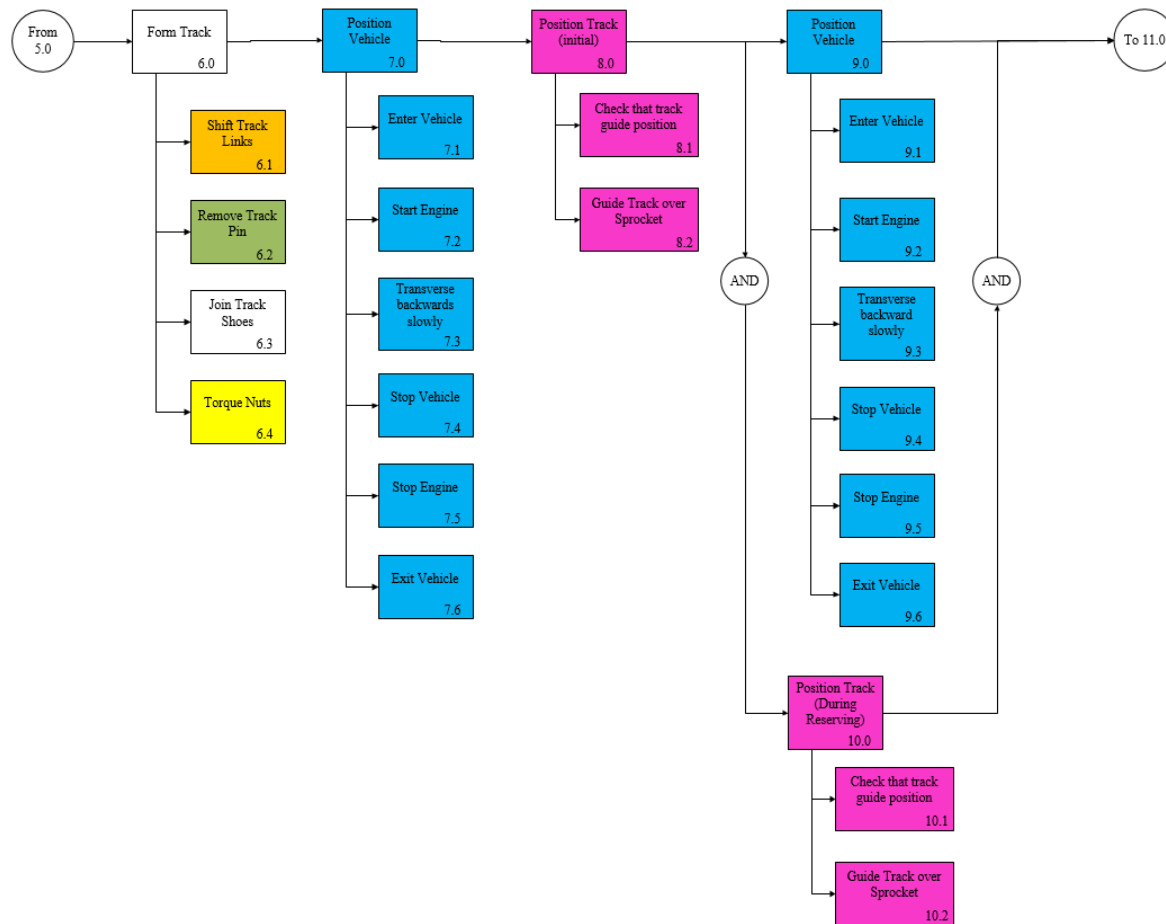 From
5.0
Form Track
6.0
Position
Vehicle
7.0
Position Track
(initial)
8.0
Position
Vehicle
9.0
To 11.0
Shift Track
Links
6.1
Remove Track
Pin
6.2
Join Track
Shoes
6.3
Torque Nuts
6.4
Enter Vehicle
7.1
Start Engine
7.2
Transverse
backwards
slowly
7.3
Stop Vehicle
7.4
Stop Engine
7.5
Exit Vehicle
7.6
Check that track
guide position
8.1
Guide Track over
Sprocket
8.2
AND
Enter Vehicle
9.1
Start Engine
9.2
Transverse
backward
slowly
9.3
Stop Vehicle
9.4
Stop Engine
9.5
Exit Vehicle
9.6
AND
Position Track
(During
Reserving)
10.0
Check that track
guide position
10.1
Guide Track over
Sprocket
10.2